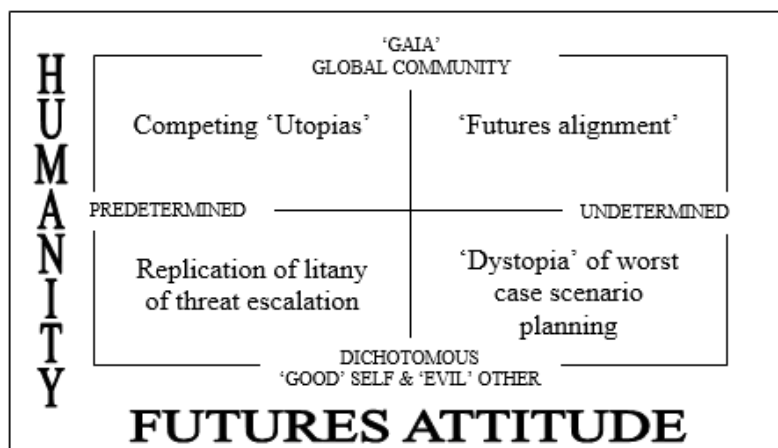 HUMANITY
'GAIA'
GLOBAL COMMUNITY
Competing 'Utopias'
'Futures alignment'
PREDETERMINED
UNDETERMINED
Replication of litany
of threat escalation
'Dystopia' of worst
case scenario
planning
DICHOTOMOUS
'GOOD' SELF & 'EVIL' OTHER
FUTURES ATTITUDE